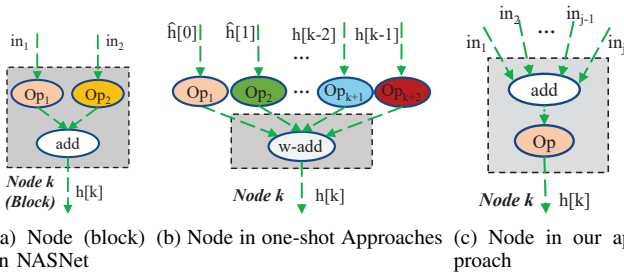 in1 in2
Op1 Op2
add
Node k
(Block) h[k]
ĥ[0] ĥ[1] h[k-2] h[k-1]
...
Op1 Op2 ... Opk+1 Opk+2
w-add
Node k h[k]
in1 in2 ... inj-1 inj
add
Op
Node k h[k]
a) Node (block)
n NASNet
(b) Node in one-shot Approaches
(c) Node in our ap
proach